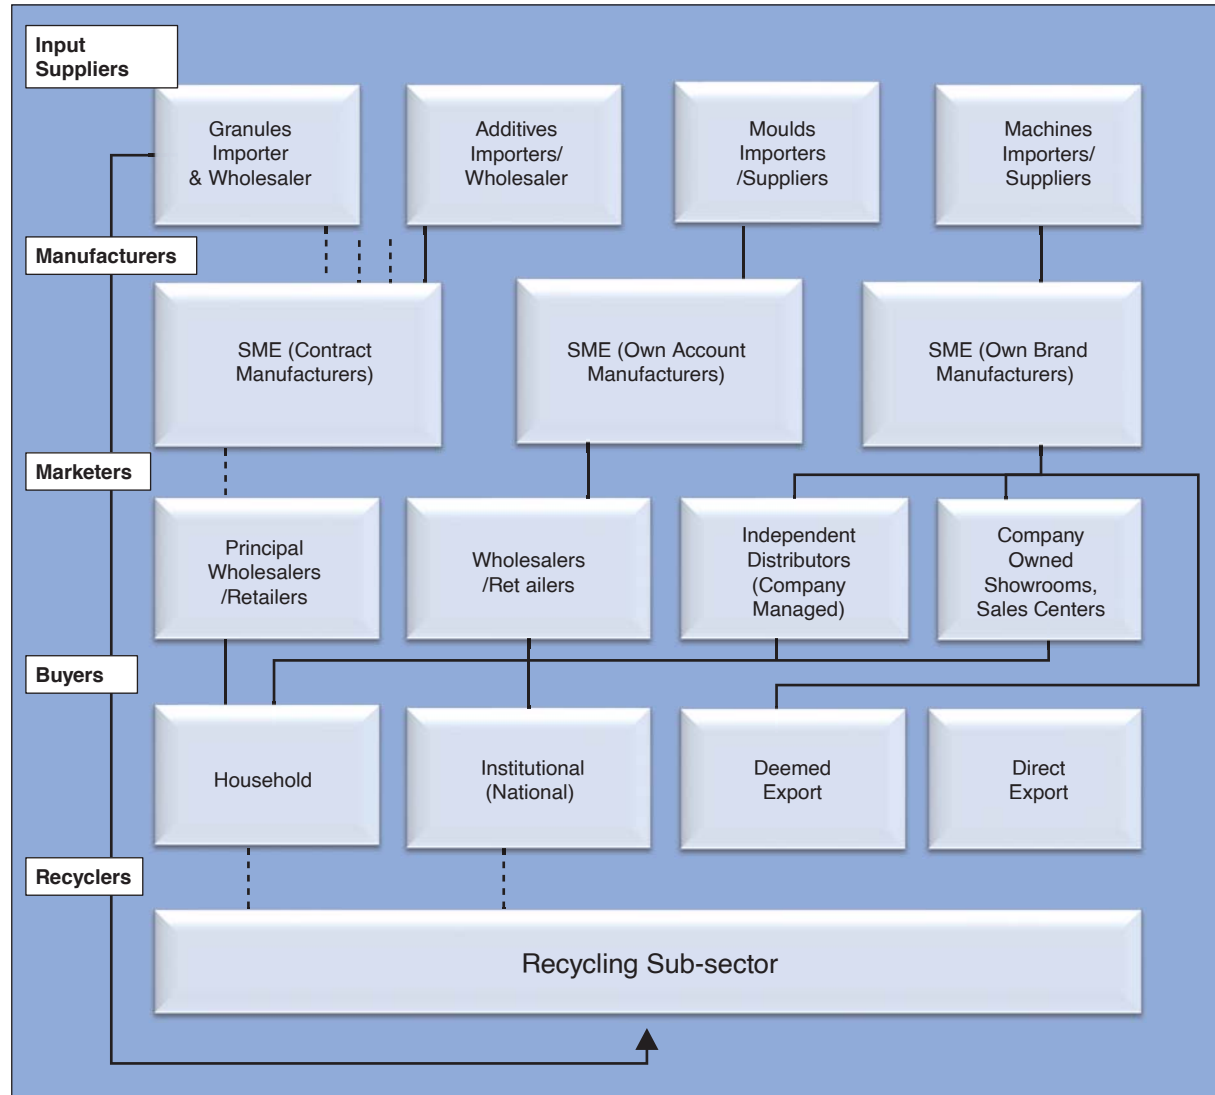 Input
Suppliers
Granules
Importer
& Wholesaler
Additives
Importers/
Wholesaler
Moulds
Importers
/Suppliers
Machines
Importers/
Suppliers
Manufacturers
SME (Contract
Manufacturers)
SME (Own Account
Manufacturers)
SME (Own Brand
Manufacturers)
Marketers
Principal
Wholesalers
/Retailers
Wholesalers
/Ret ailers
Independent
Distributors
(Company
Managed)
Company
Owned
Showrooms,
Sales Centers
Buyers
Household
Institutional
(National)
Deemed
Export
Direct
Export
Recyclers
Recycling Sub-sector